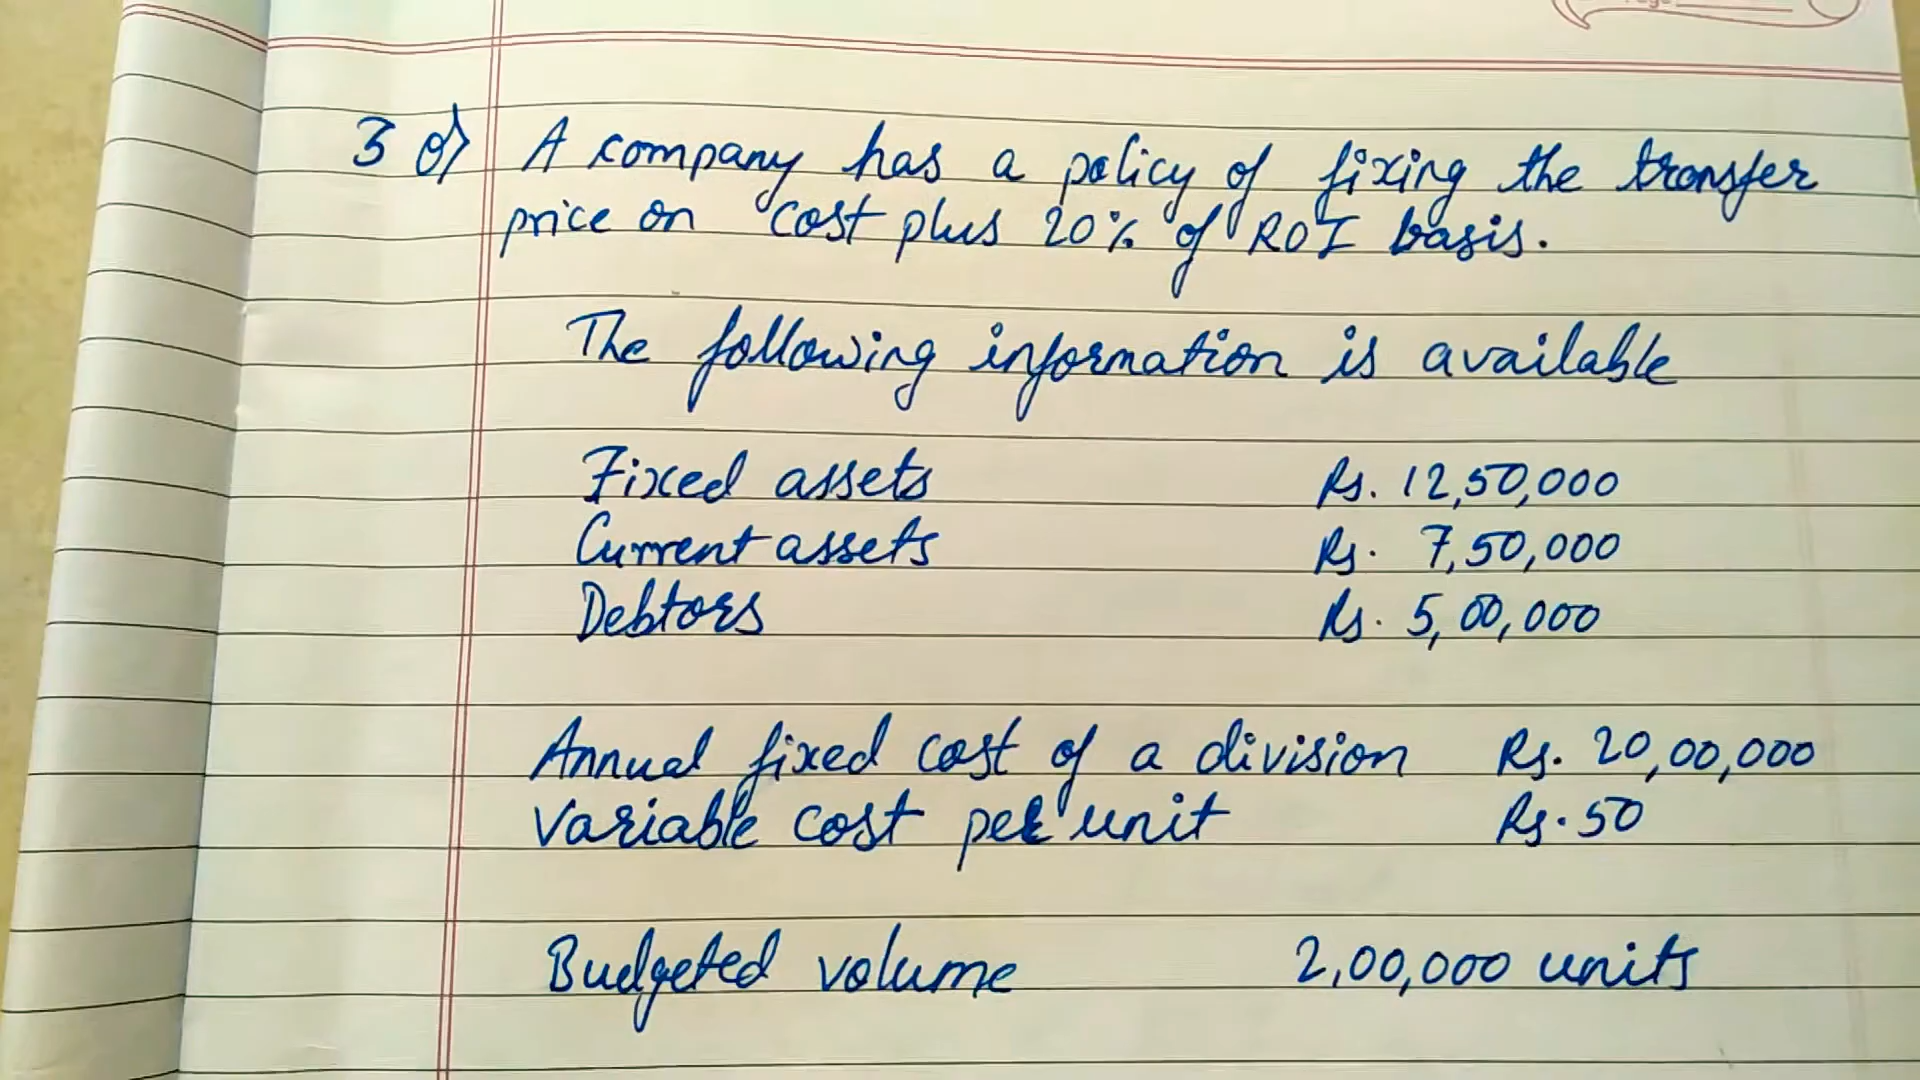 3 Q) A company has a policy of fixing the transfer
price on cost plus 20% of ROI basis.
The following information is available
Fixed assets Rs. 12,50,000
Current assets Rs. 7,50,000
Debtors Rs. 5,00,000
Annual fixed cost of a division Rs. 20,00,000
Variable cost per unit Rs. 50
Budgeted volume 2,00,000 units